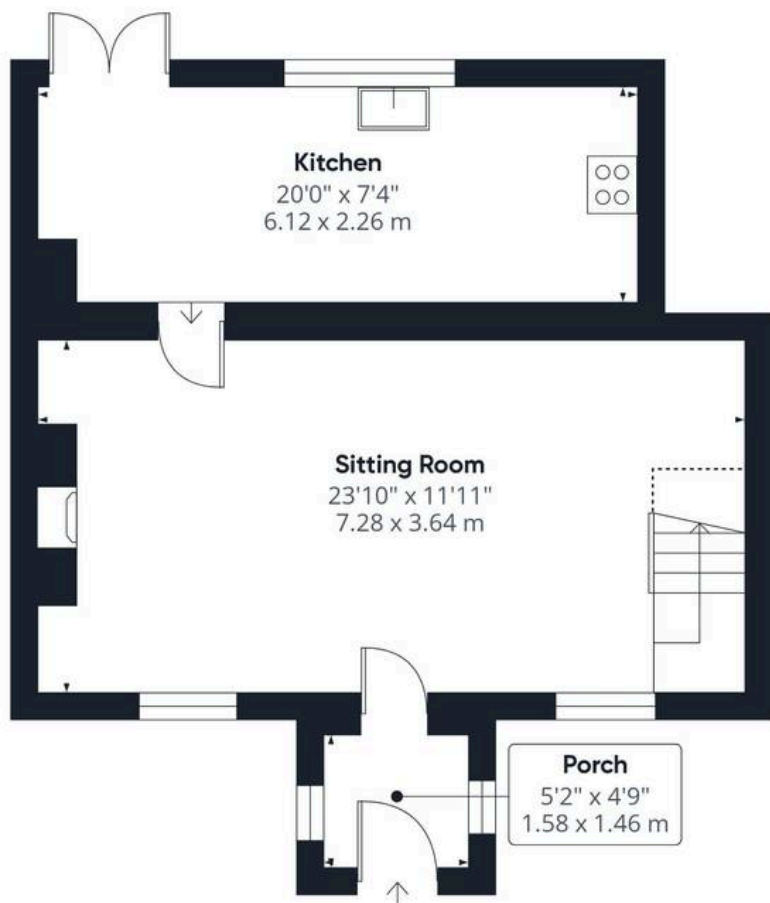 Kitchen
20'0" x 7'4"
6.12 x 2.26 m
Sitting Room
23'10" x 11'11"
7.28 x 3.64 m
Porch
5'2" x 4'9"
1.58 x 1.46 m